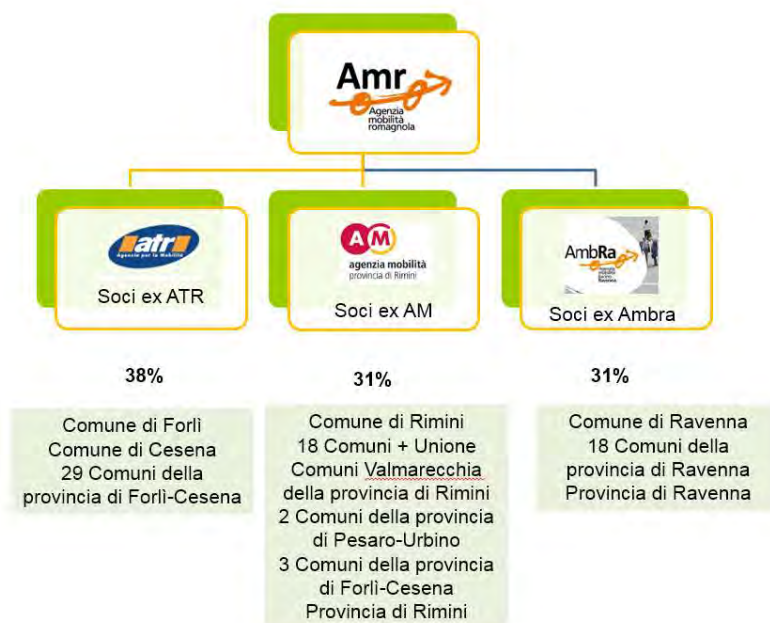 Amr
Agenzia
mobilità
romagnola
atr
Agenzia per la Mobilità
Soci ex ATR
AM
agenzia mobilità
provincia di Rimini
Soci ex AM
AmbRa
Soci ex Ambra
38%
31%
31%
Comune di Forlì
Comune di Cesena
29 Comuni della
provincia di Forlì-Cesena
Comune di Rimini
18 Comuni + Unione
Comuni Valmarecchia
della provincia di Rimini
2 Comuni della provincia
di Pesaro-Urbino
3 Comuni della provincia
di Forlì-Cesena
Provincia di Rimini
Comune di Ravenna
18 Comuni della
provincia di Ravenna
Provincia di Ravenna